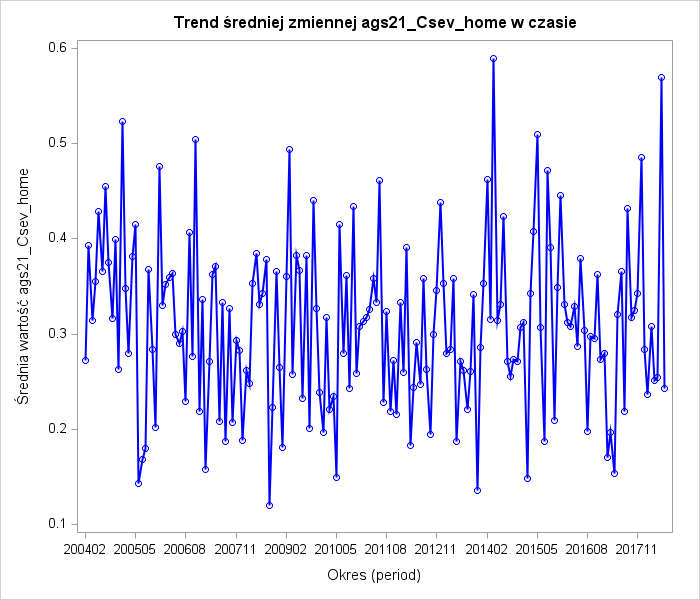 Trend średniej zmiennej ags21_Csev_home w czasie
Średnia wartość ags21_Csev_home
0.6
0.5
0.4
0.3
0.2
0.1
200402 200505 200608 200711 200902 201005 201108 201211 201402 201505 201608 201711
Okres (period)